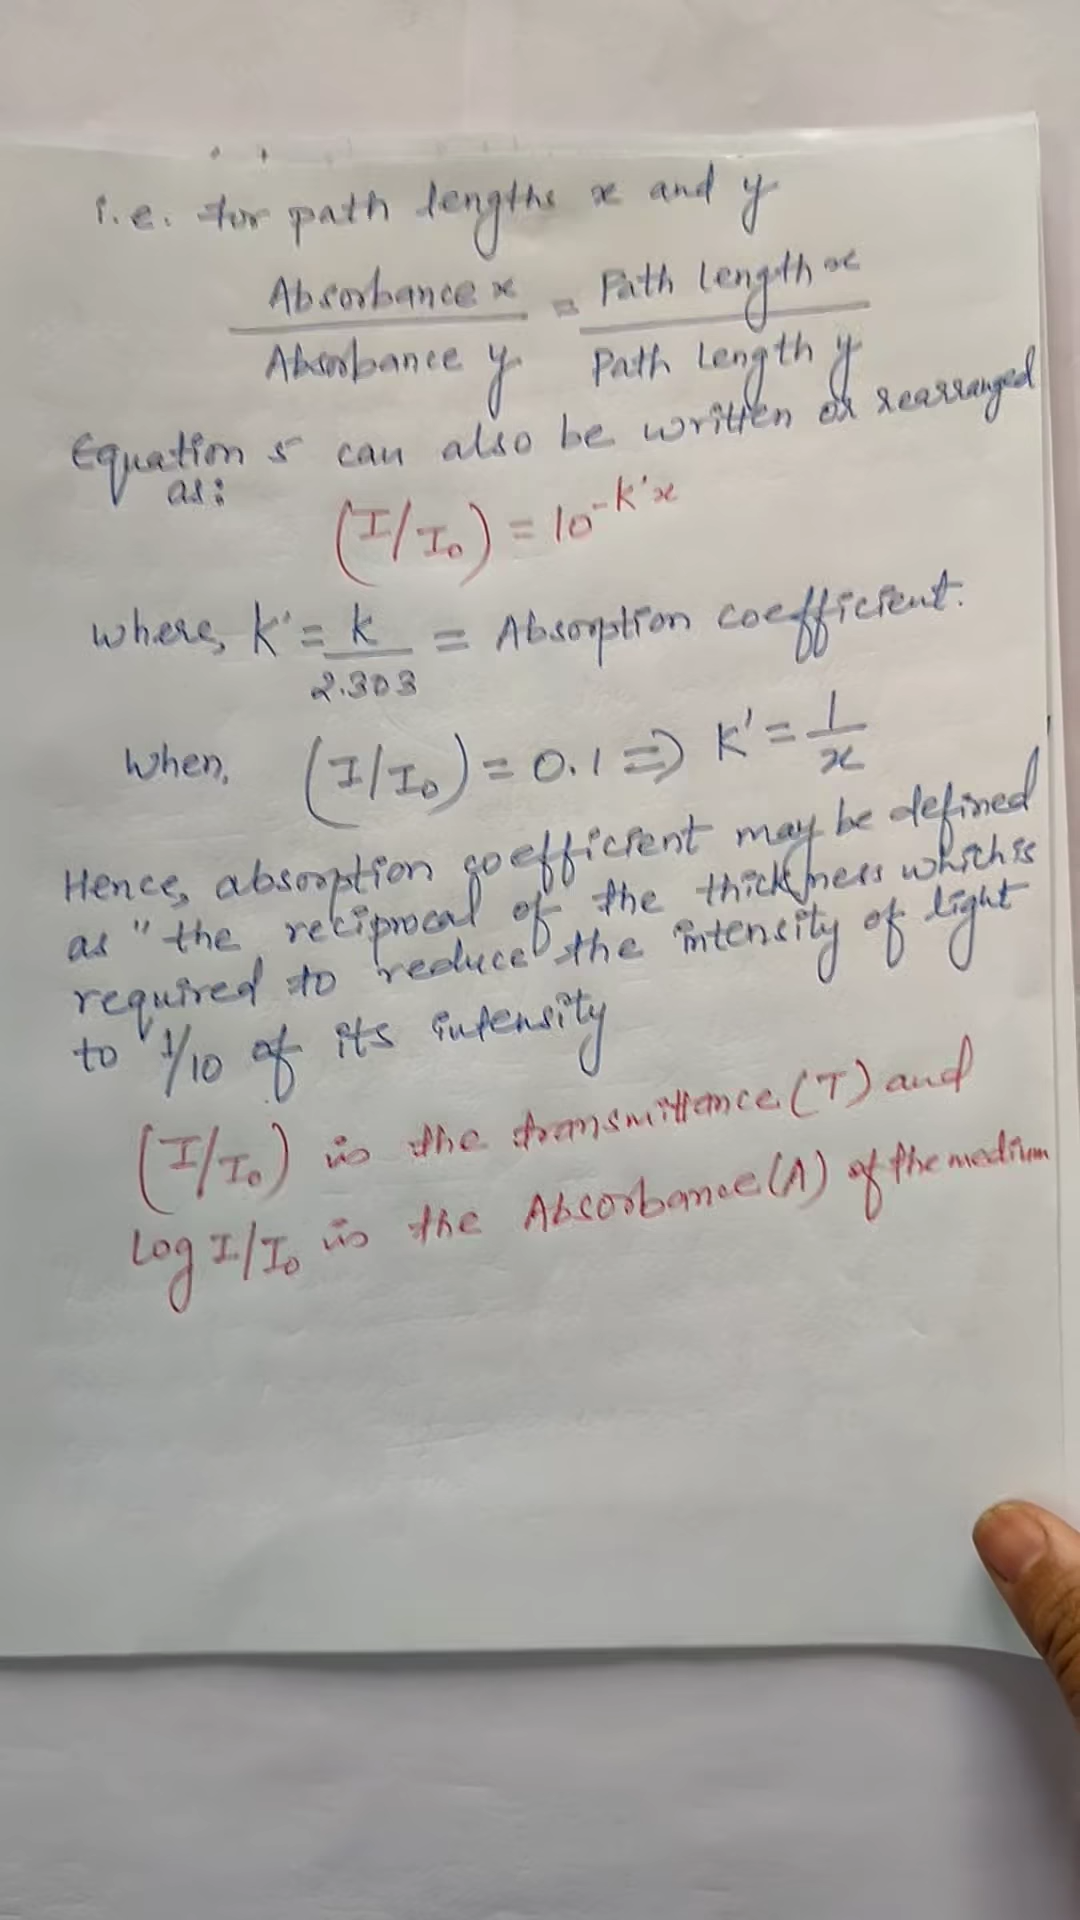 i.e. for path lengths x and y
Absorbance x / Absorbance y = Path length x / Path length y
Equation 5 can also be written or rearranged
as:
(I/I₀) = 10^-k'x
where, k' = k/2.303 = Absorption coefficient.
When, (I/I₀) = 0.1 ⇒ k' = 1/x
Hence, absorption coefficient may be defined
as "the reciprocal of the thickness which is
required to reduce the intensity of light
to 1/10 of its intensity
(I/I₀) is the transmittance (T) and
log I/I₀ is the Absorbance (A) of the medium